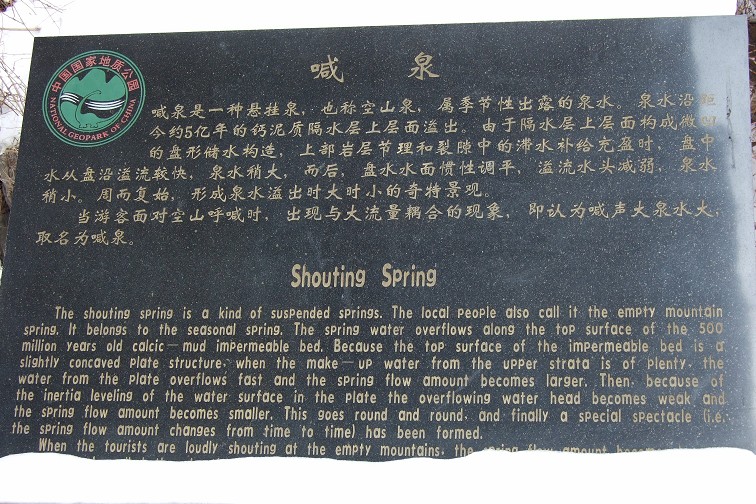 中国国家地质公园
NATIONAL GEOPARK OF CHINA
喊 泉
喊泉是一种悬挂泉，也称空山泉，属季节性出露的泉水。泉水沿距
今约5亿年的钙泥质隔水层上层面溢出。由于隔水层上层面构成微凹
的盘形储水构造，上部岩层节理和裂隙中的滞水补给充盈时，盘中
水从盘沿溢流较快，泉水稍大，而后，盘水水面惯性调平，溢流水头减弱，泉水
稍小。周而复始，形成泉水溢出时大时小的奇特景观。
当游客面对空山呼喊时，出现与大流量耦合的现象，即认为喊声大泉水大，
取名为喊泉。
Shouting Spring
The shouting spring is a kind of suspended springs. The local people also call it the empty mountain
spring. It belongs to the seasonal spring. The spring water overflows along the top surface of the 500
million years old calcic—mud impermeable bed. Because the top surface of the impermeable bed is a
slightly concaved plate structure, when the make—up water from the upper strata is of plenty, the
water from the plate overflows fast and the spring flow amount becomes larger. Then, because of
the inertia leveling of the water surface in the plate the overflowing water head becomes weak and
the spring flow amount becomes smaller. This goes round and round, and finally a special spectacle (i.e.
the spring flow amount changes from time to time) has been formed.
When the tourists are loudly shouting at the empty mountains, the spring flow amount